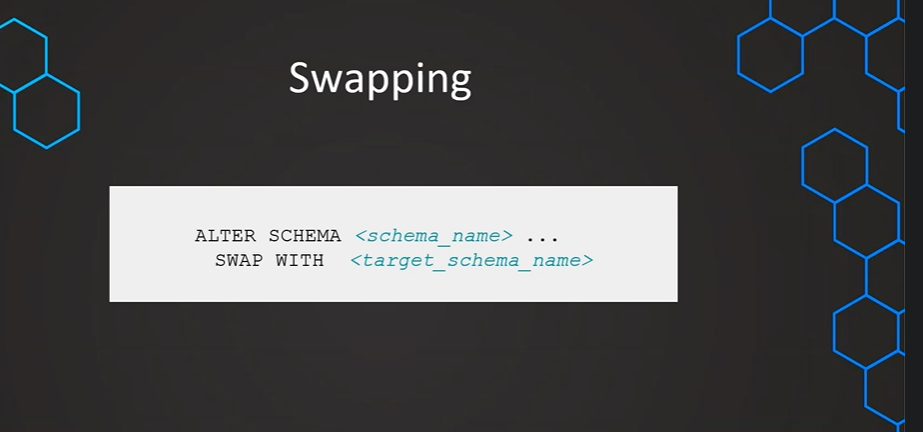 Swapping
ALTER SCHEMA <schema_name> ...
SWAP WITH <target_schema_name>